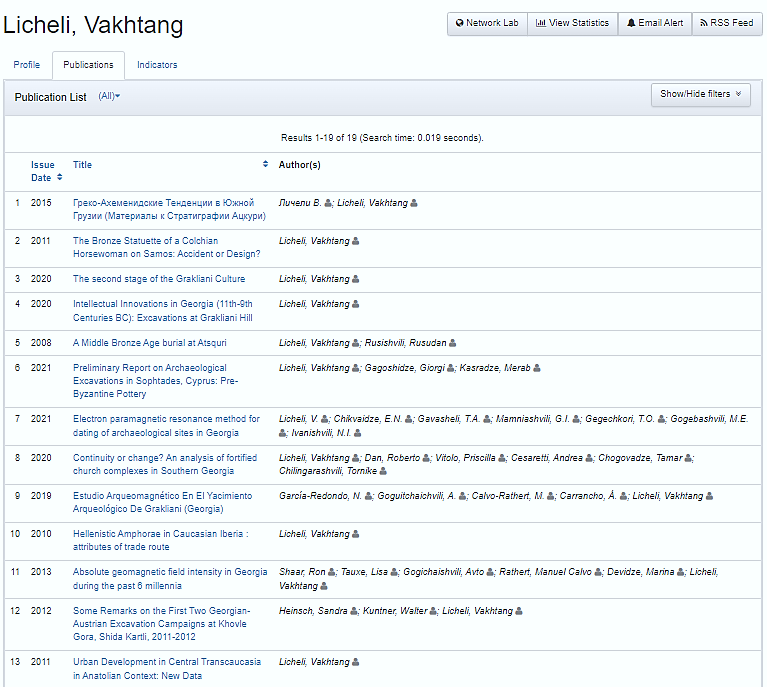 Licheli, Vakhtang
Network Lab
View Statistics
Email Alert
RSS Feed
Profile
Publications
Indicators
Publication List (All)
Show/Hide filters
Results 1-19 of 19 (Search time: 0.019 seconds).
Issue Date
Title
Author(s)
1 2015 Греко-Ахеменидские Тенденции в Южной Личели В.; Licheli, Vakhtang
Грузии (Материалы к Стратиграфии Ацкури)
2 2011 The Bronze Statuette of a Colchian Licheli, Vakhtang
Horsewoman on Samos: Accident or Design?
3 2020 The second stage of the Grakliani Culture Licheli, Vakhtang
4 2020 Intellectual Innovations in Georgia (11th-9th Licheli, Vakhtang
Centuries BC): Excavations at Grakliani Hill
5 2008 A Middle Bronze Age burial at Atsquri Licheli, Vakhtang; Rusishvili, Rusudan
6 2021 Preliminary Report on Archaeological Licheli, Vakhtang; Gagoshidze, Giorgi; Kasradze, Merab
Excavations in Sophtades, Cyprus: Pre-
Byzantine Pottery
7 2021 Electron paramagnetic resonance method for Licheli, V.; Chikvaidze, E.N.; Gavasheli, T.A.; Mamniashvili, G.I.; Gegechkori, T.O.; Gogebashvili, M.E.
dating of archaeological sites in Georgia ; Ivanishvili, N.I.
8 2020 Continuity or change? An analysis of fortified Licheli, Vakhtang; Dan, Roberto; Vitolo, Priscilla; Cesaretti, Andrea; Chogovadze, Tamar;
church complexes in Southern Georgia Chilingarashvili, Tornike
9 2019 Estudio Arqueomagnético En El Yacimiento García-Redondo, N.; Goguitchaichvili, A.; Calvo-Rathert, M.; Carrancho, Á.; Licheli, Vakhtang
Arqueológico De Grakliani (Georgia)
10 2010 Hellenistic Amphorae in Caucasian Iberia : Licheli, Vakhtang
attributes of trade route
11 2013 Absolute geomagnetic field intensity in Georgia Shaar, Ron; Tauxe, Lisa; Gogichaishvili, Avto; Rathert, Manuel Calvo; Devidze, Marina; Licheli,
during the past 6 millennia Vakhtang
12 2012 Some Remarks on the First Two Georgian- Heinsch, Sandra; Kuntner, Walter; Licheli, Vakhtang
Austrian Excavation Campaigns at Khovle
Gora, Shida Kartli, 2011-2012
13 2011 Urban Development in Central Transcaucasia Licheli, Vakhtang
in Anatolian Context: New Data